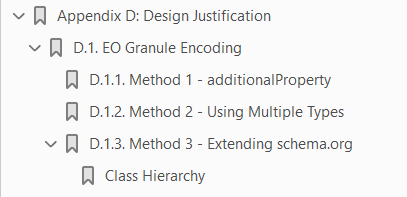 Appendix D: Design Justification
D.1. EO Granule Encoding
D.1.1. Method 1 - additionalProperty
D.1.2. Method 2 - Using Multiple Types
D.1.3. Method 3 - Extending schema.org
Class Hierarchy